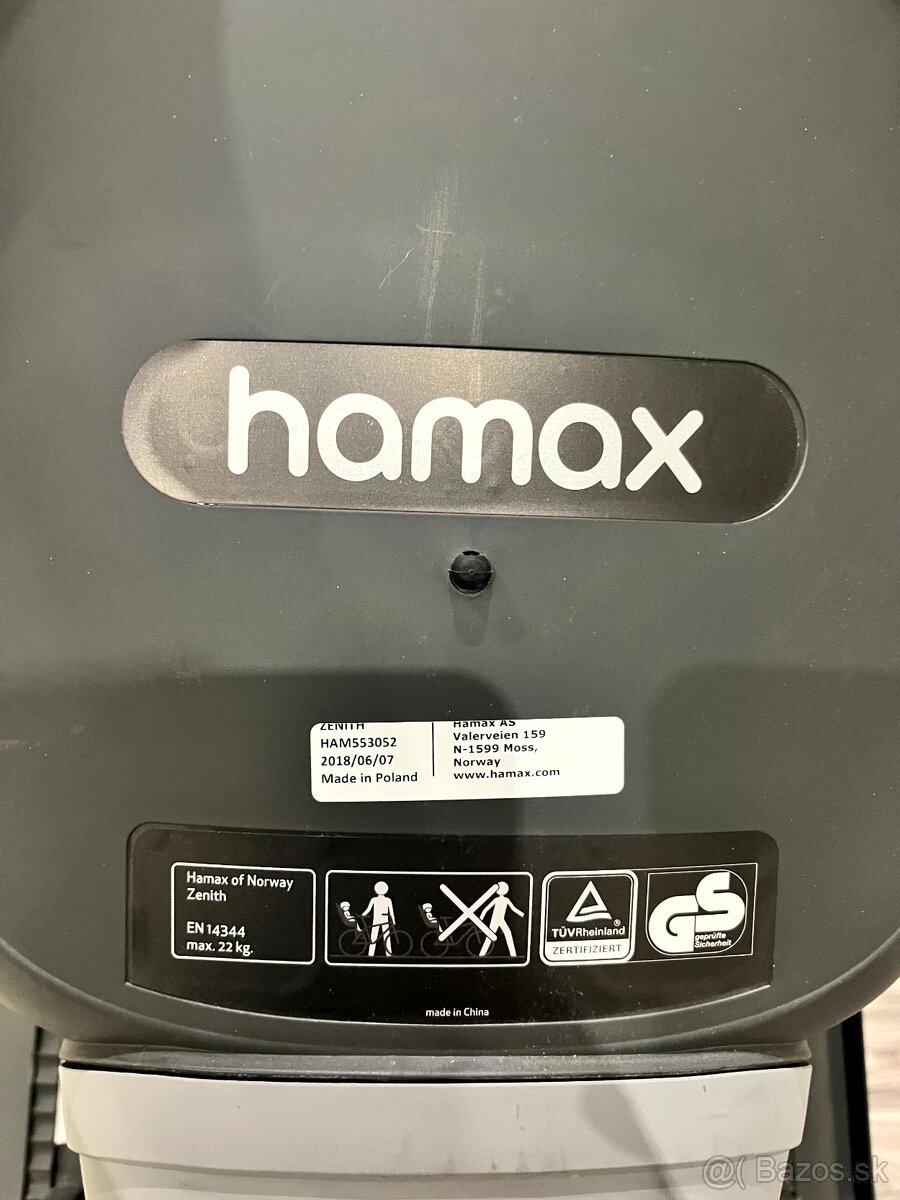 hamax
ZENITH
HAM553052
2018/06/07
Made in Poland
Hamax AS
Valerveien 159
N-1599 Moss,
Norway
www.hamax.com
Hamax of Norway
Zenith
EN 14344
max. 22 kg.
TÜVRheinland®
ZERTIFIZIERT
GS
geprüfte
Sicherheit
made in China
@( Bazos.sk